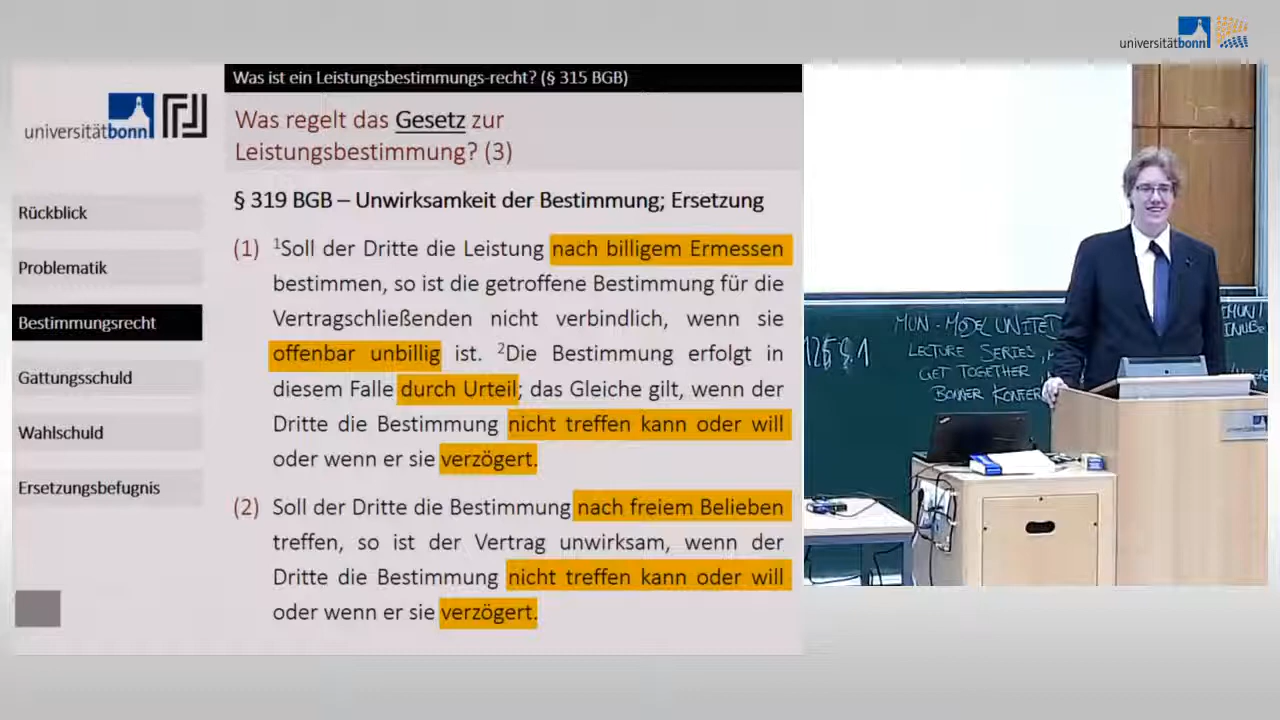 universitätbonn
Was ist ein Leistungsbestimmungs-recht? (§ 315 BGB)
universitätbonn
Was regelt das Gesetz zur
Leistungsbestimmung? (3)
Rückblick
Problematik
Bestimmungsrecht
Gattungsschuld
Wahlschuld
Ersetzungsbefugnis
§ 319 BGB – Unwirksamkeit der Bestimmung; Ersetzung
(1) ¹Soll der Dritte die Leistung nach billigem Ermessen
bestimmen, so ist die getroffene Bestimmung für die
Vertragschließenden nicht verbindlich, wenn sie
offenbar unbillig ist. ²Die Bestimmung erfolgt in
diesem Falle durch Urteil; das Gleiche gilt, wenn der
Dritte die Bestimmung nicht treffen kann oder will
oder wenn er sie verzögert.
(2) Soll der Dritte die Bestimmung nach freiem Belieben
treffen, so ist der Vertrag unwirksam, wenn der
Dritte die Bestimmung nicht treffen kann oder will
oder wenn er sie verzögert.
MUN - MODEL UNITED
LECTURE SERIES,
GET TOGETHER
BONNER KONFER